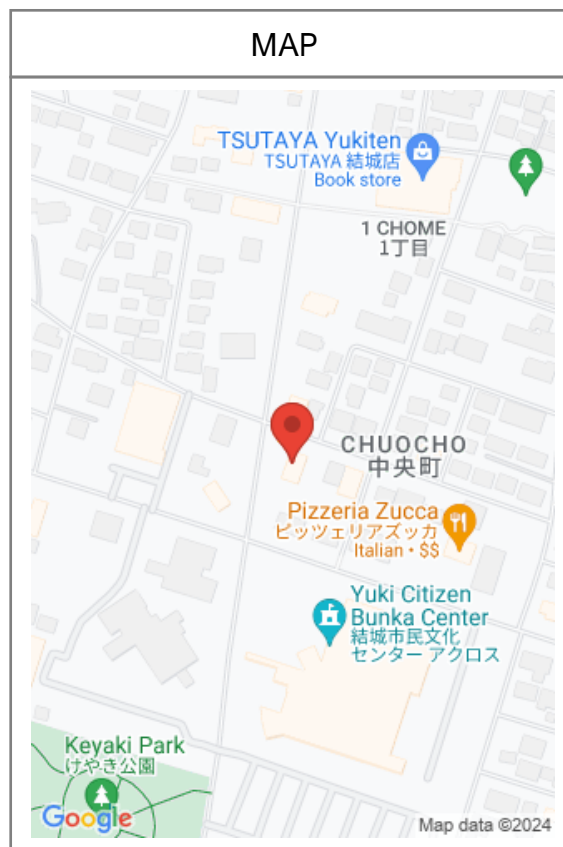 MAP
TSUTAYA Yukiten
TSUTAYA 結城店
Book store
1 CHOME
1丁目
CHUOCHO
中央町
Pizzeria Zucca
ピッツェリアズッカ
Italian • $$
Yuki Citizen
Bunka Center
結城市民文化
センター アクロス
Keyaki Park
けやき公園
Google
Map data ©2024